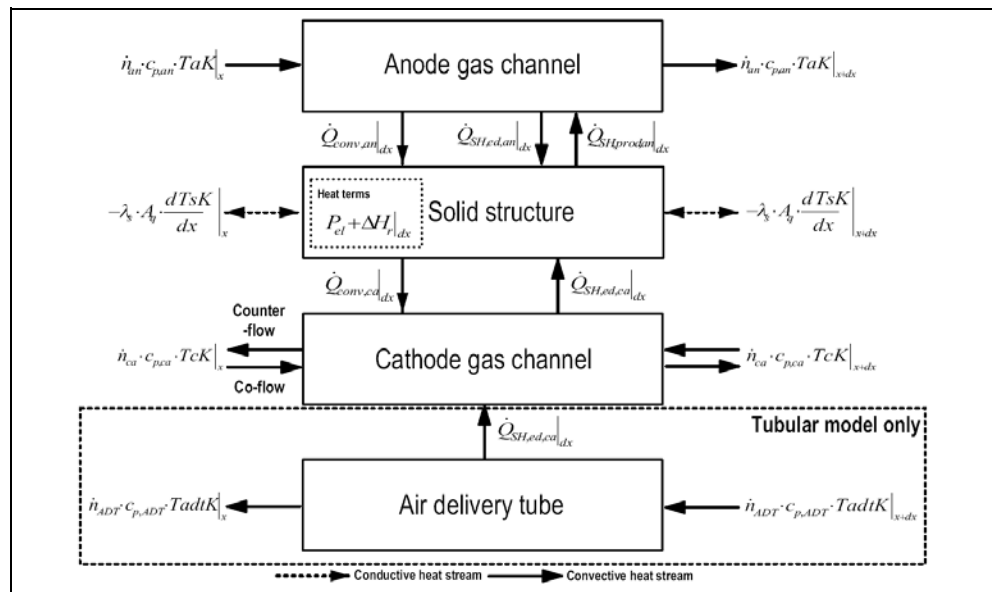 Anode gas channel
ṅ_an·c_p,an·TaK|_x
ṅ_an·c_p,an·TaK|_x+dx
Q̇_conv,an|_dx
Q̇_SH,ed,an|_dx
Q̇_SH,prod,an|_dx
Solid structure
Heat terms
P_el+ΔH_r|_dx
−λ_s·A_q·dTsK/dx|_x
−λ_s·A_q·dTsK/dx|_x+dx
Q̇_conv,ca|_dx
Q̇_SH,ed,ca|_dx
Counter
-flow
Cathode gas channel
ṅ_ca·c_p,ca·TcK|_x
ṅ_ca·c_p,ca·TcK|_x+dx
Co-flow
Tubular model only
Q̇_SH,ed,ca|_dx
Air delivery tube
ṅ_ADT·c_p,ADT·TadtK|_x
ṅ_ADT·c_p,ADT·TadtK|_x+dx
Conductive heat stream
Convective heat stream